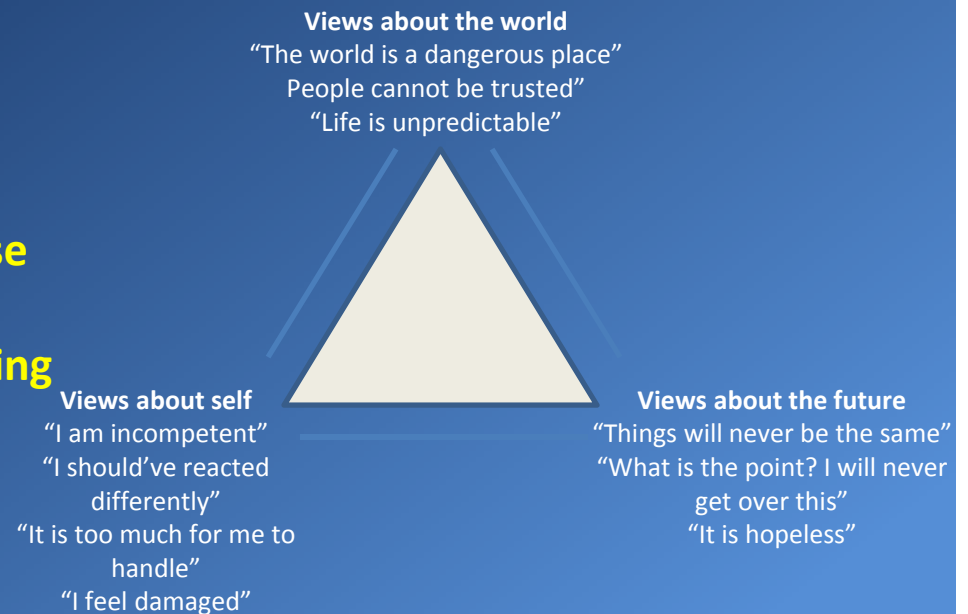 Views about the world
“The world is a dangerous place”
People cannot be trusted”
“Life is unpredictable”
Views about self
“I am incompetent”
“I should’ve reacted
differently”
“It is too much for me to
handle”
“I feel damaged”
Views about the future
“Things will never be the same”
“What is the point? I will never
get over this”
“It is hopeless”